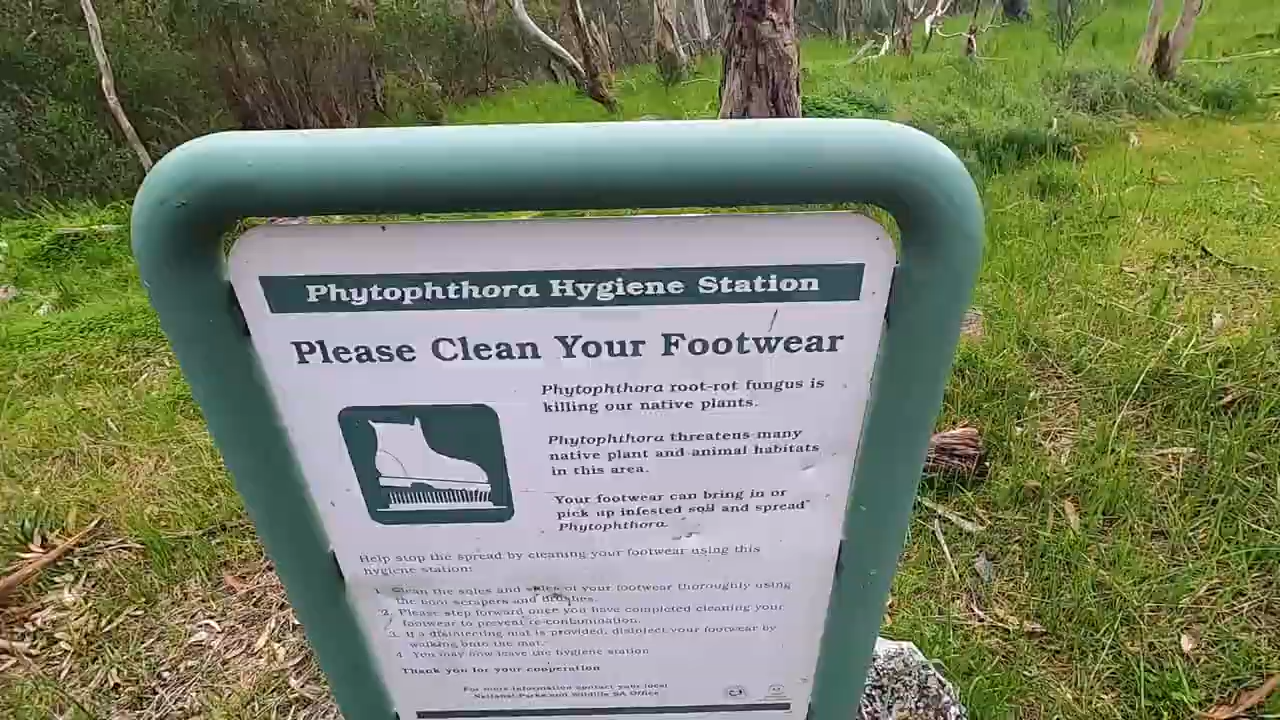 Phytophthora Hygiene Station
Please Clean Your Footwear
Phytophthora root-rot fungus is
killing our native plants.
Phytophthora threatens many
native plant and animal habitats
in this area.
Your footwear can bring in or
pick up infested soil and spread
Phytophthora.
Help stop the spread by cleaning your footwear using this
hygiene station:
1. Clean the soles and sides of your footwear thoroughly using
the boot scrapers and brushes.
2. Please step forward once you have completed cleaning your
footwear to prevent re-contamination.
3. If a disinfecting mat is provided, disinfect your footwear by
walking onto the mat.
4. You may now leave the hygiene station
Thank you for your cooperation
For more information contact your local
National Parks and Wildlife SA Office